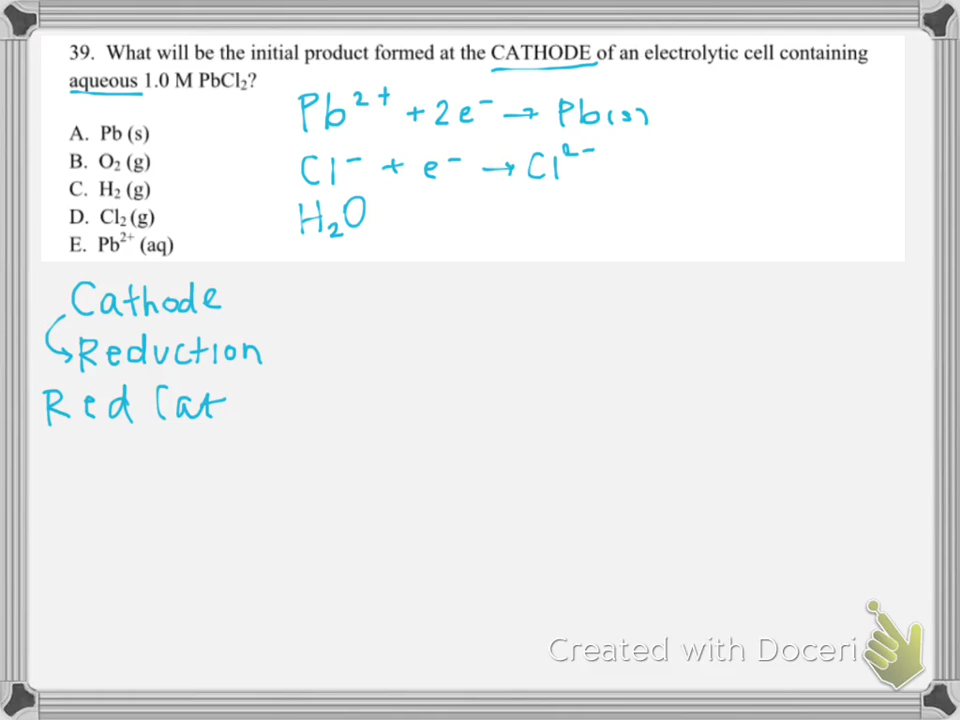 39. What will be the initial product formed at the CATHODE of an electrolytic cell containing
aqueous 1.0 M PbCl₂?
Pb²⁺ + 2e⁻ → Pb(s)
A. Pb (s)
Cl⁻ + e⁻ → Cl²⁻
B. O₂ (g)
C. H₂ (g)
H₂O
D. Cl₂ (g)
E. Pb²⁺ (aq)
Cathode
↳ Reduction
Red Cat
Created with Doceri